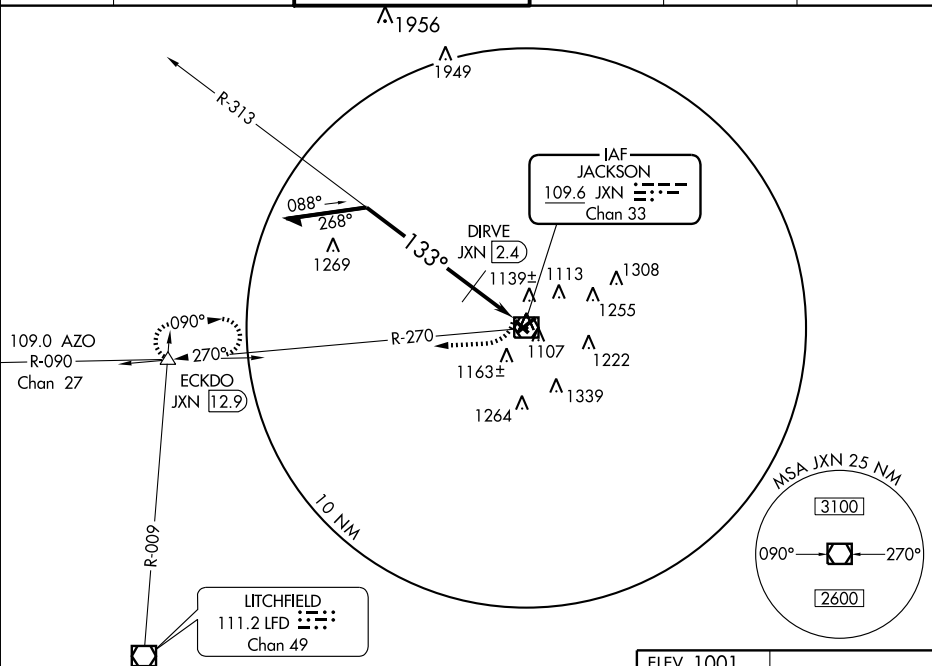 1956
1949
R-313
IAF
JACKSON
109.6 JXN
Chan 33
088°
268°
1269
133°
DIRVE
JXN 2.4
1139±
1113
1308
1255
109.0 AZO
R-090
Chan 27
090°
270°
ECKDO
JXN 12.9
R-270
1107
1163±
1222
1264
1339
10 NM
R-009
MSA JXN 25 NM
3100
090°
270°
2600
LITCHFIELD
111.2 LFD
Chan 49
ELEV 1001